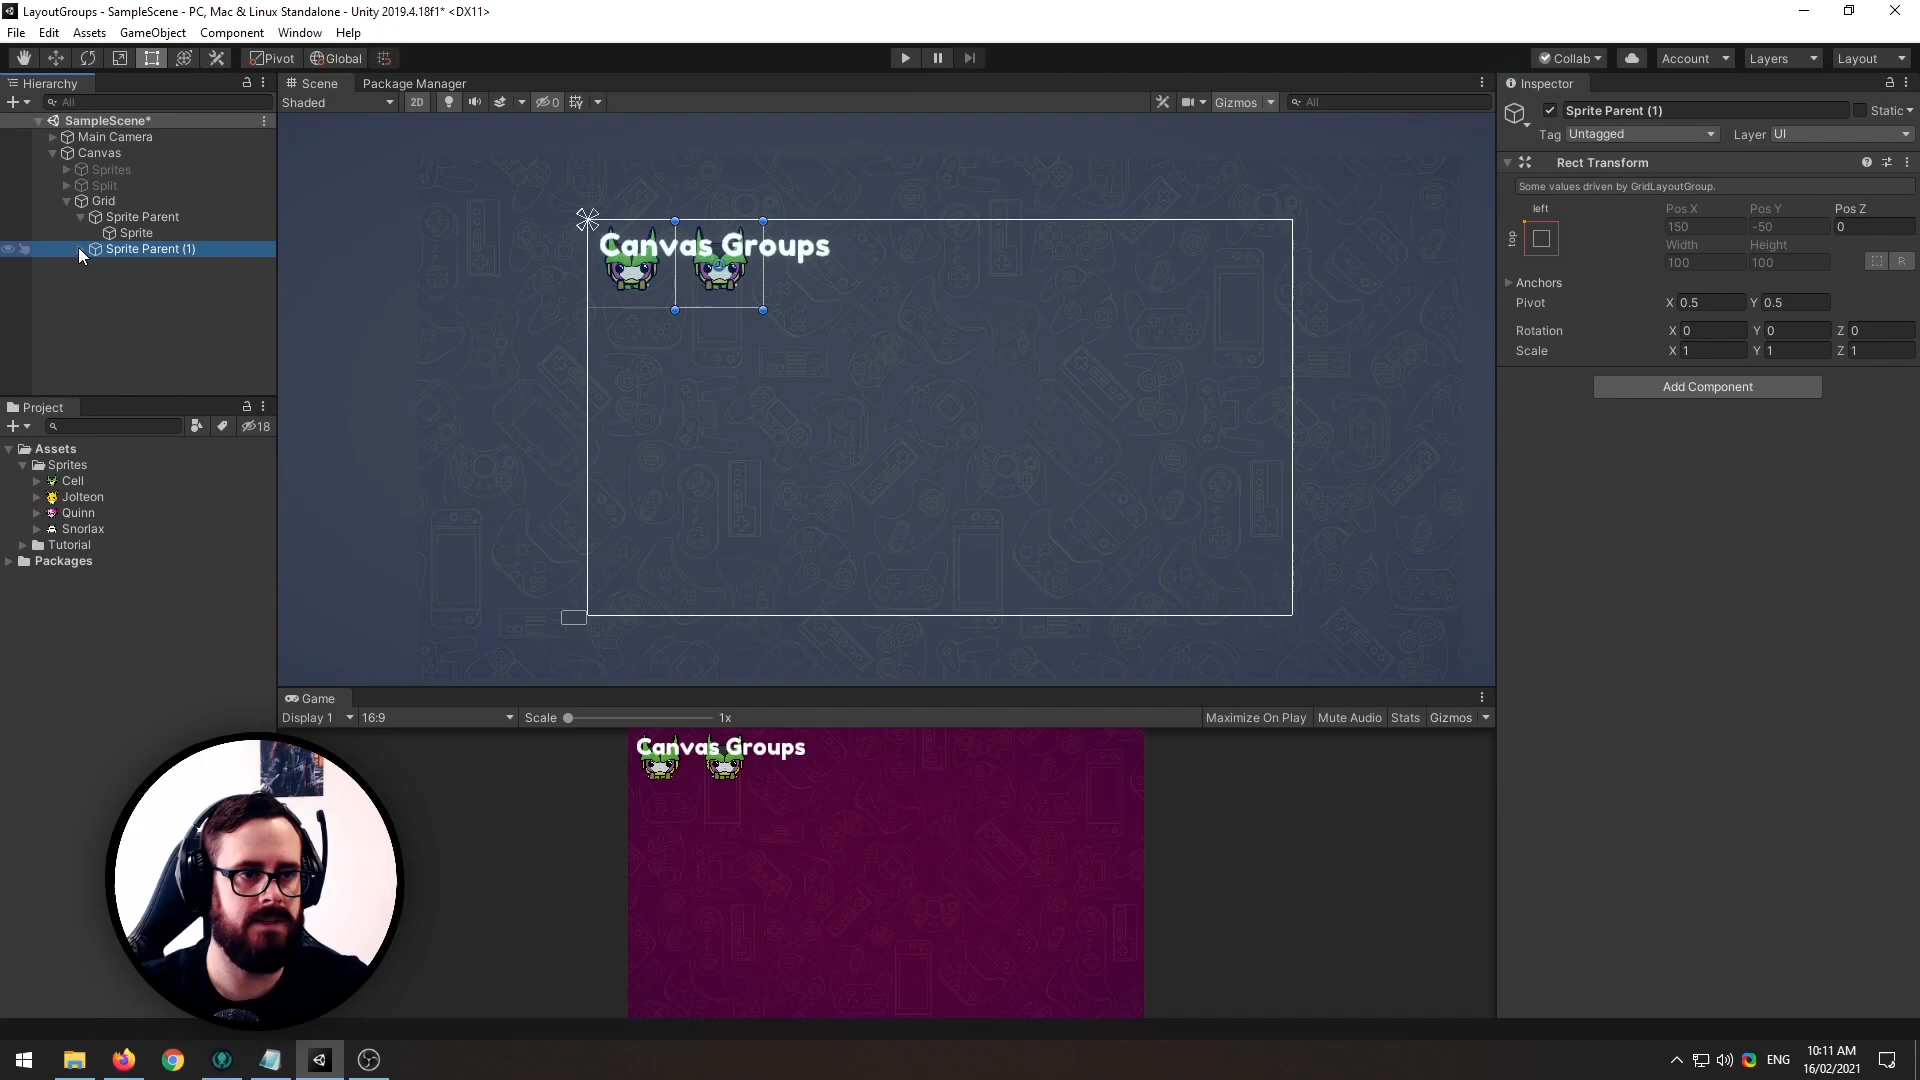 LayoutGroups - SampleScene - PC, Mac & Linux Standalone - Unity 2019.4.18f1* <DX11>
File Edit Assets GameObject Component Window Help
Pivot Global Collab Account Layers Layout
Hierarchy
All
SampleScene*
Main Camera
Canvas
Sprites
Split
Grid
Sprite Parent
Sprite
Sprite Parent (1)
Project
18
Assets
Sprites
Cell
Jolteon
Quinn
Snorlax
Tutorial
Packages
Scene Package Manager
Shaded 2D 0 Gizmos All
Canvas Groups
Game
Display 1 16:9 Scale 1x Maximize On Play Mute Audio Stats Gizmos
Canvas Groups
Inspector
Sprite Parent (1) Static
Tag Untagged Layer UI
Rect Transform
Some values driven by GridLayoutGroup.
left Pos X Pos Y Pos Z
top 150 -50 0
Width Height
100 100 R
Anchors
Pivot X 0.5 Y 0.5
Rotation X 0 Y 0 Z 0
Scale X 1 Y 1 Z 1
Add Component
ENG
10:11 AM
16/02/2021